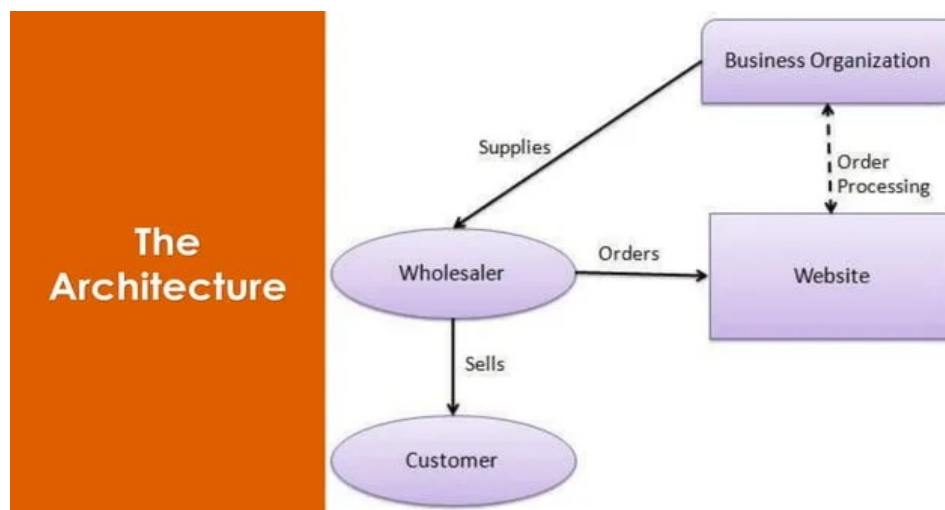 The
Architecture
Business Organization
Supplies
Order
Processing
Wholesaler
Orders
Website
Sells
Customer